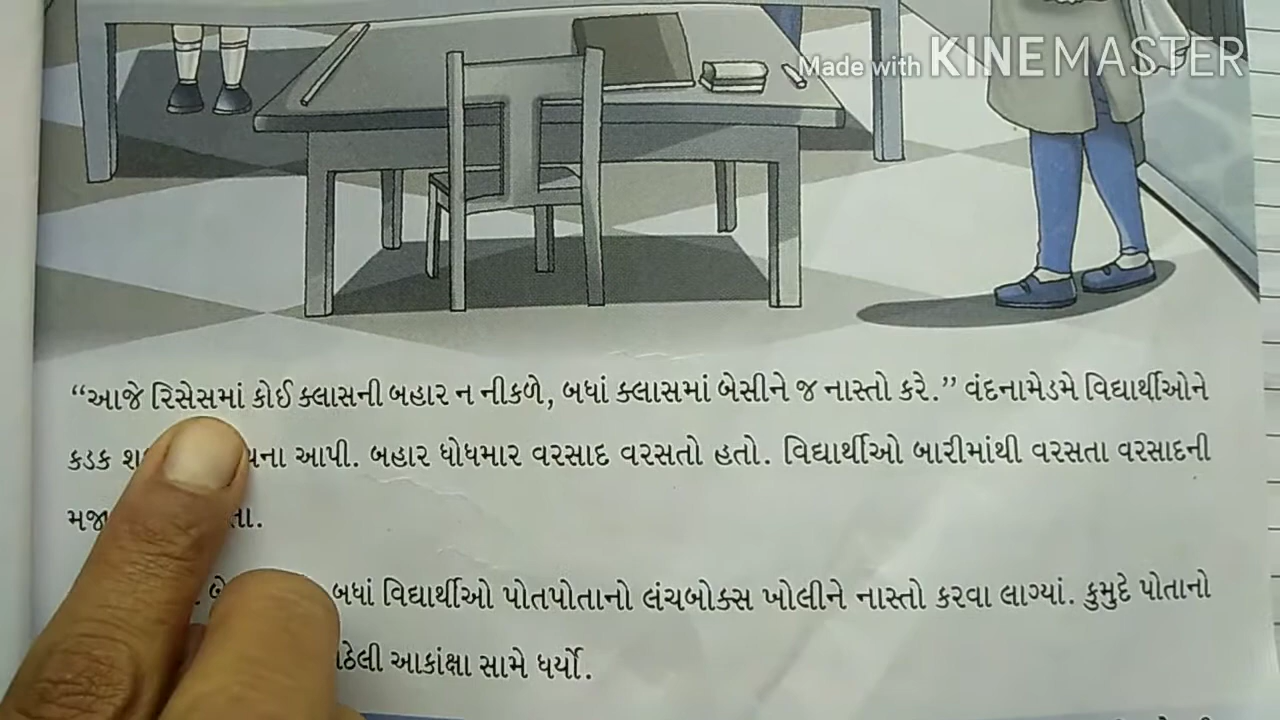 Made with KINEMASTER
“આજે રિસેસમાં કોઈ ક્લાસની બહાર ન નીકળે, બધાં ક્લાસમાં બેસીને જ નાસ્તો કરે.” વંદનામેડમે વિદ્યાર્થીઓને
કડક આપી. બહાર ધોધમાર વરસાદ વરસતો હતો. વિદ્યાર્થીઓ બારીમાંથી વરસતા વરસાદની
બધાં વિદ્યાર્થીઓ પોતપોતાનો લંચબોક્સ ખોલીને નાસ્તો કરવા લાગ્યાં. કુમુદે પોતાનો
આકાંક્ષા સામે ધર્યો.